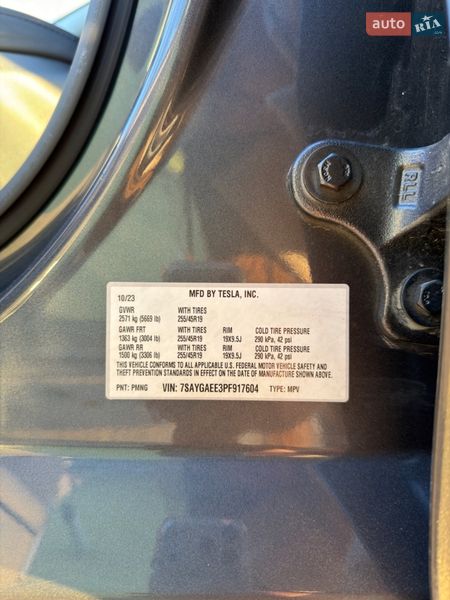 auto RIA
.com
RLL
10/23 MFD BY TESLA, INC.
GVWR WITH TIRES
2571 kg (5669 lb) 255/45R19
GAWR FRT WITH TIRES RIM COLD TIRE PRESSURE
1363 kg (3004 lb) 255/45R19 19X9.5J 290 kPa, 42 psi
GAWR RR WITH TIRES RIM COLD TIRE PRESSURE
1500 kg (3306 lb) 255/45R19 19X9.5J 290 kPa, 42 psi
THIS VEHICLE CONFORMS TO ALL APPLICABLE U.S. FEDERAL MOTOR VEHICLE SAFETY AND
THEFT PREVENTION STANDARDS IN EFFECT ON THE DATE OF MANUFACTURE SHOWN ABOVE.
PNT: PMNG VIN: 7SAYGAEE3PF917604 TYPE: MPV